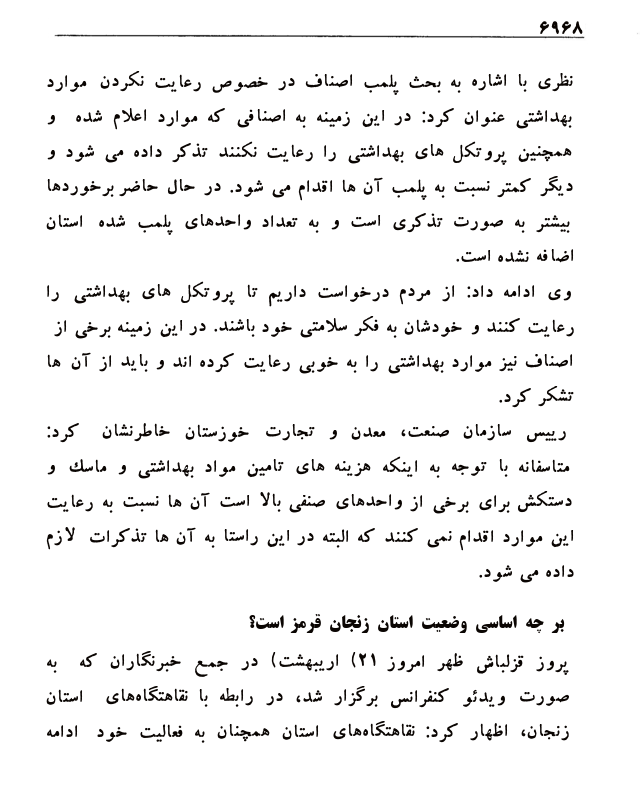 ۶۹۶۸
نظری با اشاره به بحث پلمب اصناف در خصوص رعایت نکردن موارد
بهداشتی عنوان کرد: در این زمینه به اصنافی که موارد اعلام شده و
همچنین پروتکل های بهداشتی را رعایت نکنند تذکر داده می شود و
دیگر کمتر نسبت به پلمب آن ها اقدام می شود. در حال حاضر برخوردها
بیشتر به صورت تذکری است و به تعداد واحدهای پلمب شده استان
اضافه نشده است.
وی ادامه داد: از مردم درخواست داریم تا پروتکل های بهداشتی را
رعایت کنند و خودشان به فکر سلامتی خود باشند. در این زمینه برخی از
اصناف نیز موارد بهداشتی را به خوبی رعایت کرده اند و باید از آن ها
تشکر کرد.
رییس سازمان صنعت، معدن و تجارت خوزستان خاطرنشان کرد:
متاسفانه با توجه به اینکه هزینه های تامین مواد بهداشتی و ماسك و
دستکش برای برخی از واحدهای صنفی بالا است آن ها نسبت به رعایت
این موارد اقدام نمی کنند که البته در این راستا به آن ها تذکرات لازم
داده می شود.
بر چه اساسی وضعیت استان زنجان قرمز است؟
پروز قزلباش ظهر امروز ۲۱) اریبهشت) در جمع خبرنگاران که به
صورت ویدئو کنفرانس برگزار شد، در رابطه با نقاهتگاه‌های استان
زنجان، اظهار کرد: نقاهتگاه‌های استان همچنان به فعالیت خود ادامه